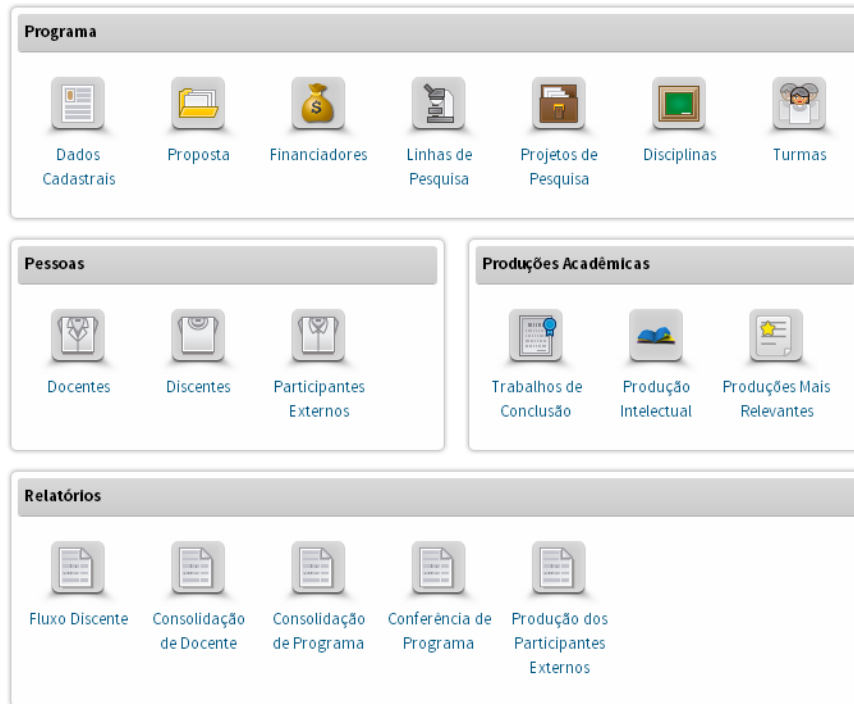 Programa
Dados Cadastrais
Proposta
Financiadores
Linhas de Pesquisa
Projetos de Pesquisa
Disciplinas
Turmas
Pessoas
Docentes
Discentes
Participantes Externos
Produções Acadêmicas
Trabalhos de Conclusão
Produção Intelectual
Produções Mais Relevantes
Relatórios
Fluxo Discente
Consolidação de Docente
Consolidação de Programa
Conferência de Programa
Produção dos Participantes Externos